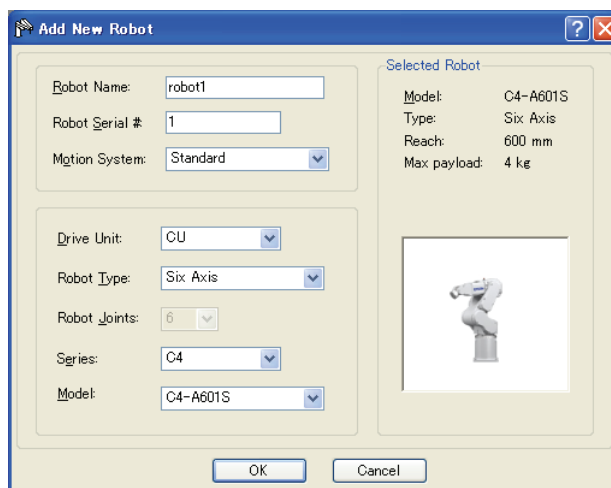 Add New Robot
Robot Name: robot1
Robot Serial #: 1
Motion System: Standard
Drive Unit: CU
Robot Type: Six Axis
Robot Joints: 6
Series: C4
Model: C4-A601S
Selected Robot
Model: C4-A601S
Type: Six Axis
Reach: 600 mm
Max payload: 4 kg
OK
Cancel